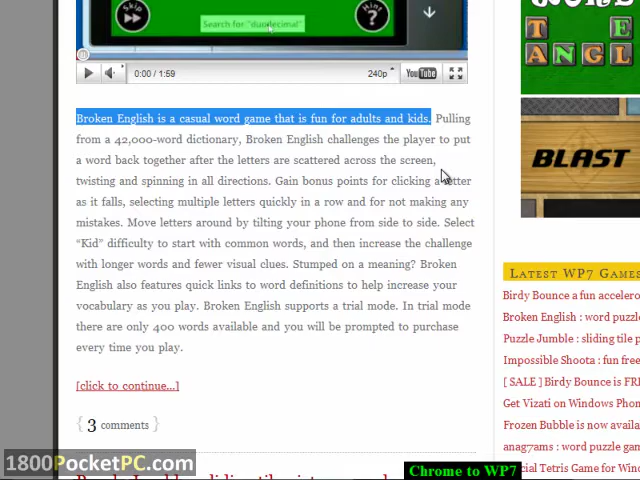 Skip
Search for "duodecimal"
Hint
0:00 / 1:59
240p
YouTube
Broken English is a casual word game that is fun for adults and kids. Pulling
from a 42,000-word dictionary, Broken English challenges the player to put
a word back together after the letters are scattered across the screen,
twisting and spinning in all directions. Gain bonus points for clicking a letter
as it falls, selecting multiple letters quickly in a row and for not making any
mistakes. Move letters around by tilting your phone from side to side. Select
“Kid” difficulty to start with common words, and then increase the challenge
with longer words and fewer visual clues. Stumped on a meaning? Broken
English also features quick links to word definitions to help increase your
vocabulary as you play. Broken English supports a trial mode. In trial mode
there are only 400 words available and you will be prompted to purchase
every time you play.
[click to continue...]
{ 3 comments }
T E
ANGL
BLAST
Latest WP7 Games
Birdy Bounce a fun accelero
Broken English : word puzzl
Puzzle Jumble : sliding tile p
Impossible Shoota : fun free
[ SALE ] Birdy Bounce is FR
Get Vizati on Windows Phon
Frozen Bubble is now availa
anag7ams : word puzzle gam
cial Tetris Game for Wind
1800PocketPC.com
Chrome to WP7